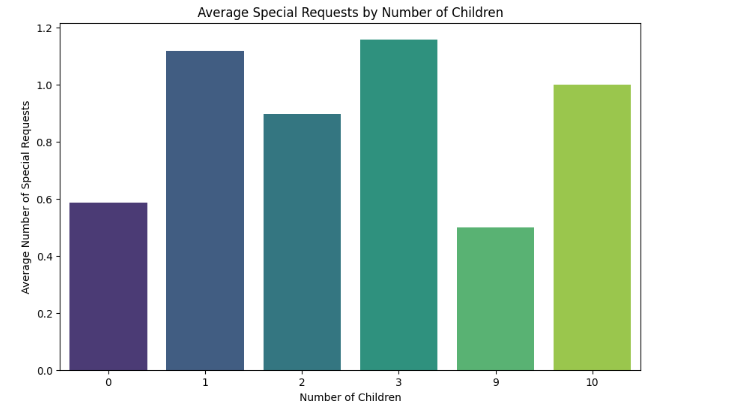 Average Special Requests by Number of Children
1.2
1.0
0.8
0.6
0.4
0.2
0.0
Average Number of Special Requests
0 1 2 3 9 10
Number of Children